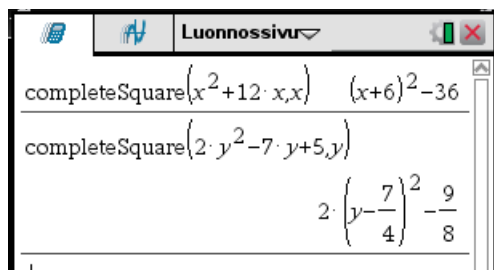 Luonnossivu
completeSquare(x²+12·x,x) (x+6)²−36
completeSquare(2·y²−7·y+5,y)
2·(y−7/4)²−9/8